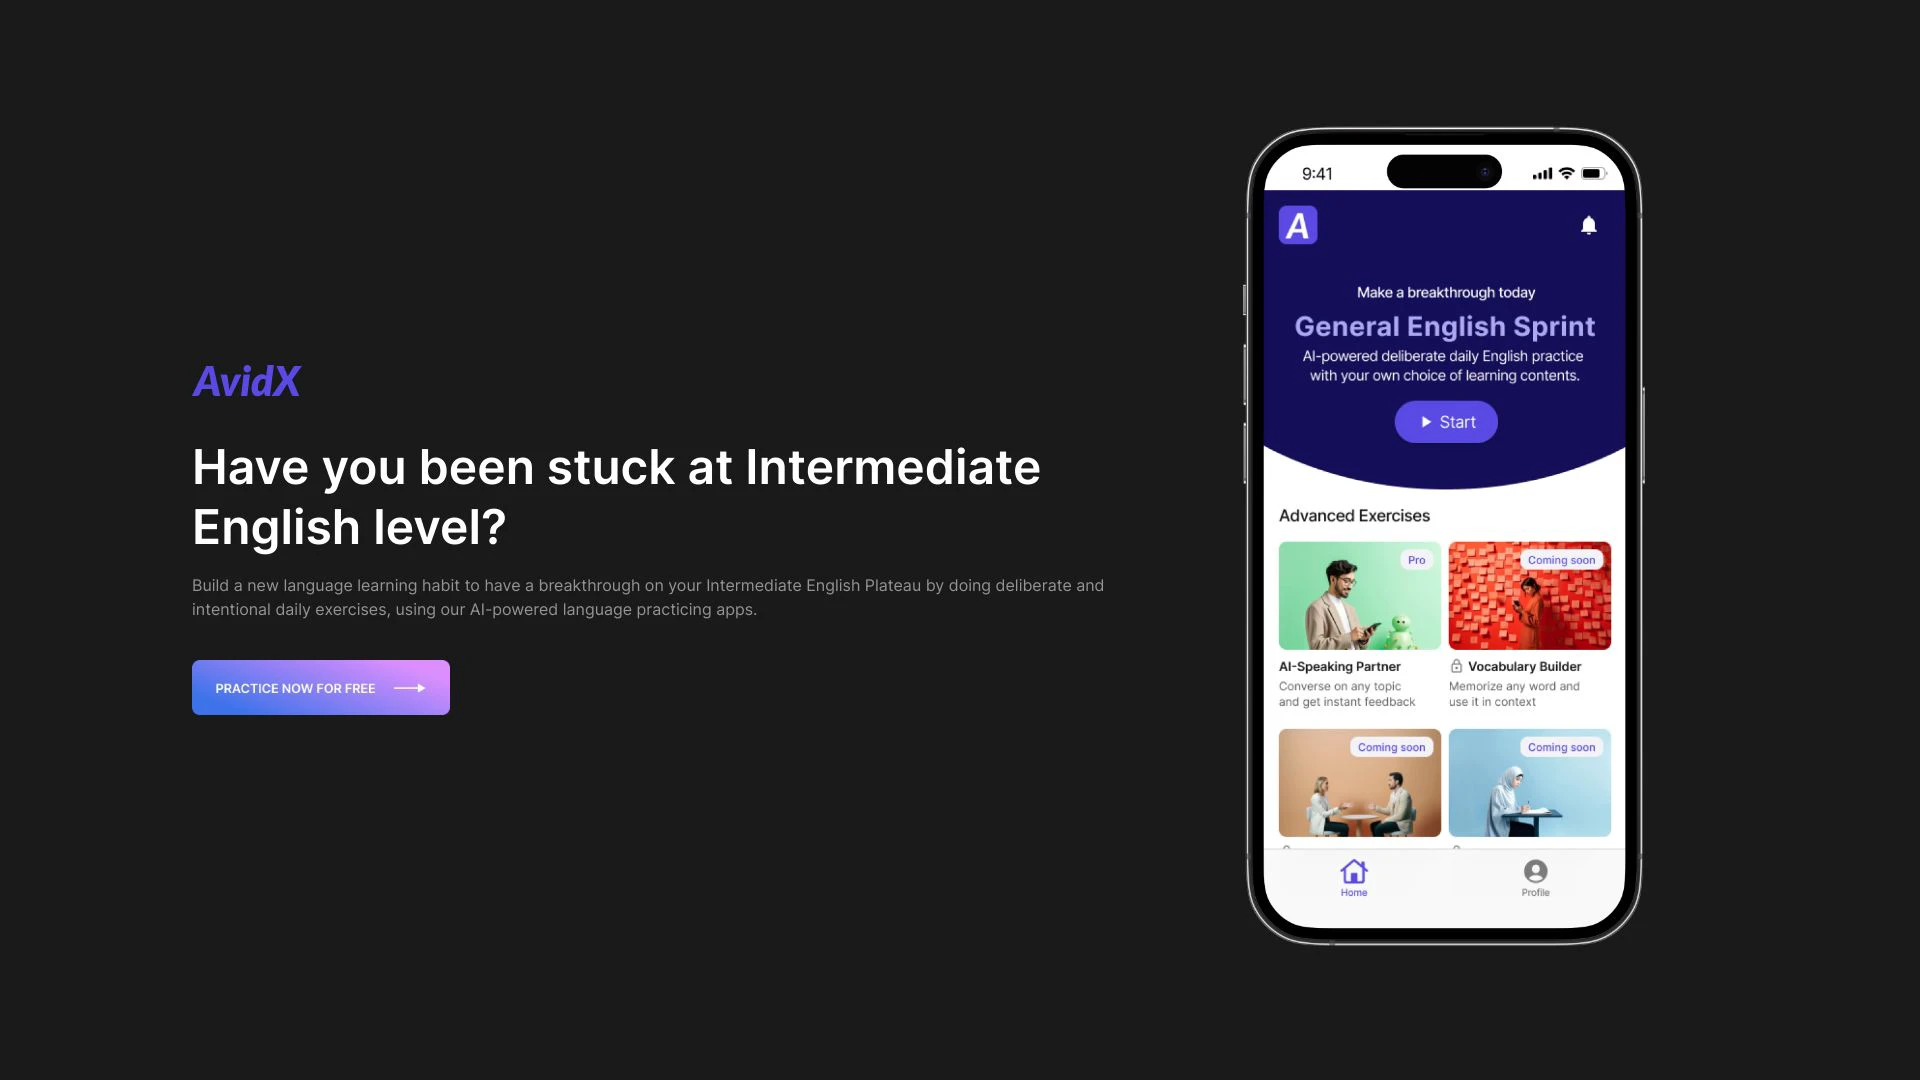 AvidX
Have you been stuck at Intermediate
English level?
Build a new language learning habit to have a breakthrough on your Intermediate English Plateau by doing deliberate and
intentional daily exercises, using our AI-powered language practicing apps.
PRACTICE NOW FOR FREE
9:41
A
Make a breakthrough today
General English Sprint
AI-powered deliberate daily English practice
with your own choice of learning contents.
Start
Advanced Exercises
Pro
Coming soon
AI-Speaking Partner
Vocabulary Builder
Converse on any topic
and get instant feedback
Memorize any word and
use it in context
Coming soon
Coming soon
Home
Profile